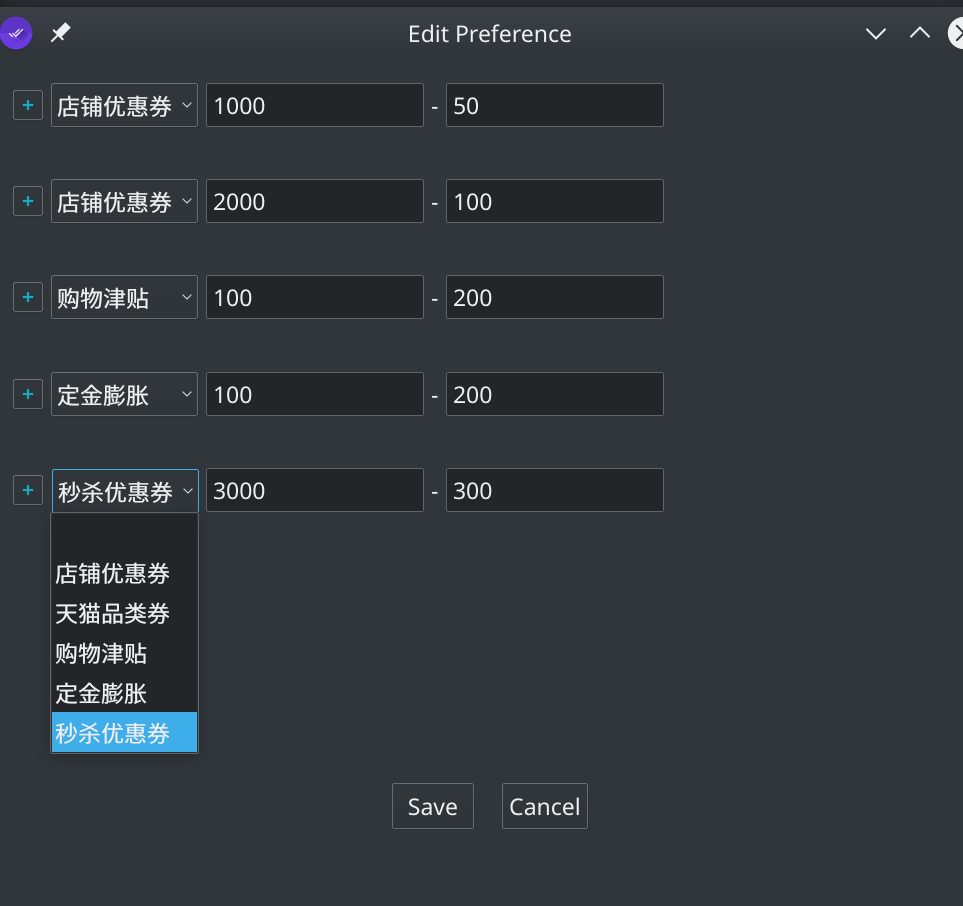 Edit Preference
+ 店铺优惠券 1000 - 50
+ 店铺优惠券 2000 - 100
+ 购物津贴 100 - 200
+ 定金膨胀 100 - 200
+ 秒杀优惠券 3000 - 300
店铺优惠券
天猫品类券
购物津贴
定金膨胀
秒杀优惠券
Save Cancel